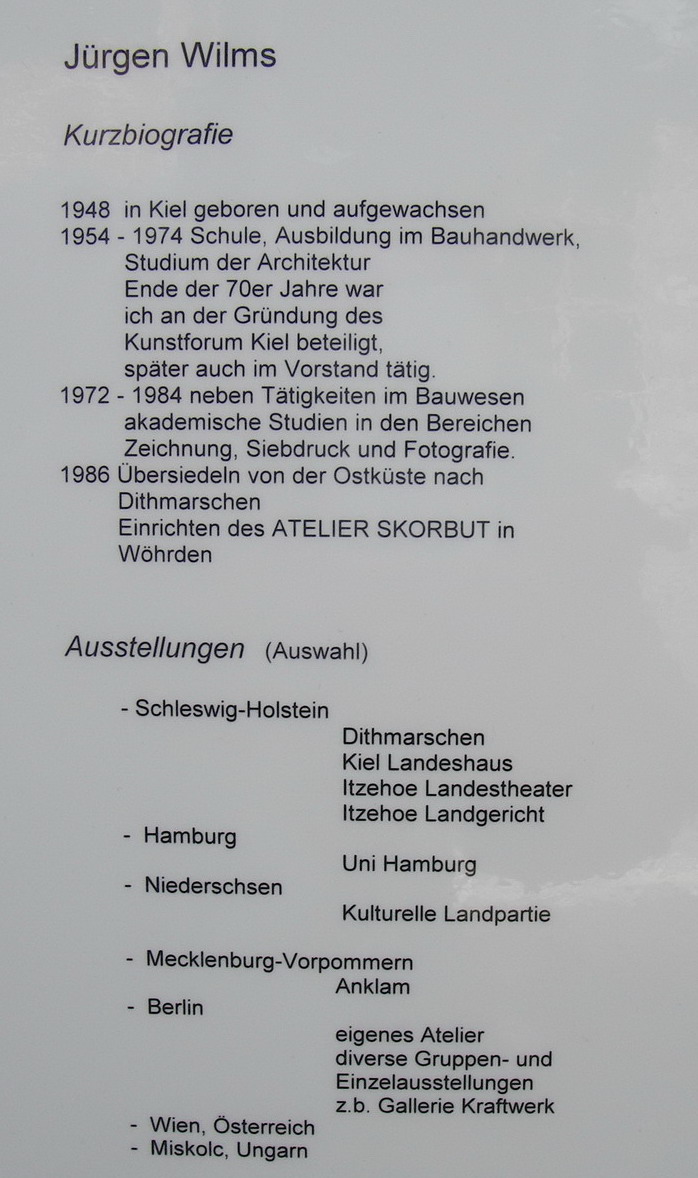 Jürgen Wilms
Kurzbiografie
1948 in Kiel geboren und aufgewachsen
1954 - 1974 Schule, Ausbildung im Bauhandwerk,
Studium der Architektur
Ende der 70er Jahre war
ich an der Gründung des
Kunstforum Kiel beteiligt,
später auch im Vorstand tätig.
1972 - 1984 neben Tätigkeiten im Bauwesen
akademische Studien in den Bereichen
Zeichnung, Siebdruck und Fotografie.
1986 Übersiedeln von der Ostküste nach
Dithmarschen
Einrichten des ATELIER SKORBUT in
Wöhrden
Ausstellungen (Auswahl)
- Schleswig-Holstein
Dithmarschen
Kiel Landeshaus
Itzehoe Landestheater
Itzehoe Landgericht
- Hamburg
Uni Hamburg
- Niederschsen
Kulturelle Landpartie
- Mecklenburg-Vorpommern
Anklam
- Berlin
eigenes Atelier
diverse Gruppen- und
Einzelausstellungen
z.b. Gallerie Kraftwerk
- Wien, Österreich
- Miskolc, Ungarn